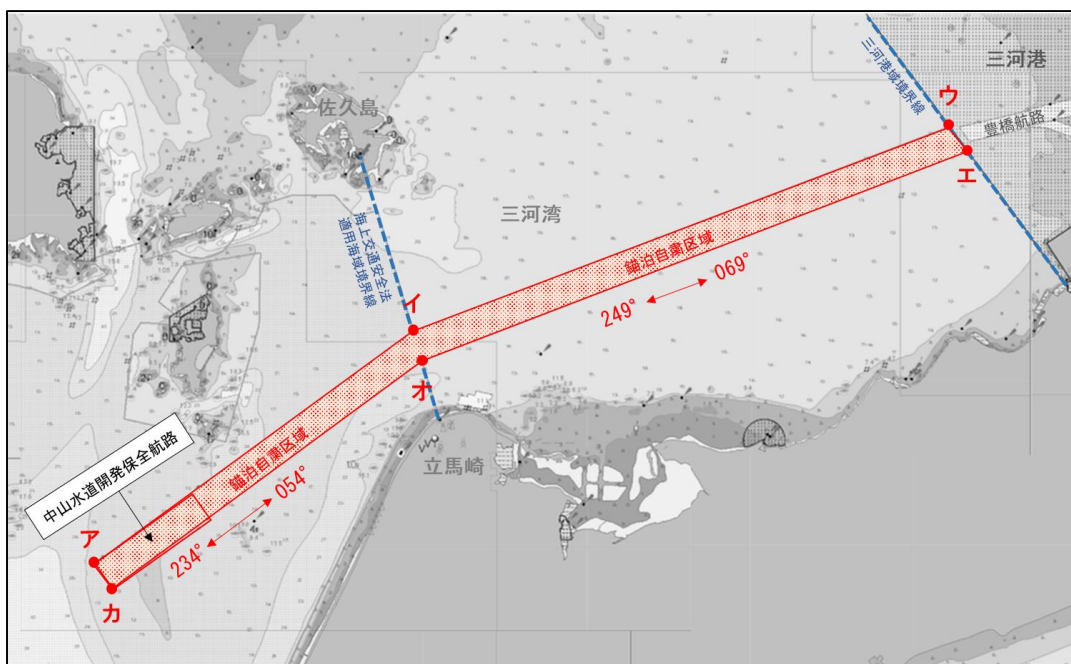 三河港
三河港域境界線
ウ
豊橋航路
エ
佐久島
三河湾
海上交通安全法
適用海域境界線
錨泊自粛区域
249° 069°
イ
オ
立馬崎
錨泊自粛区域
234° 054°
中山水道開発保全航路
ア
カ